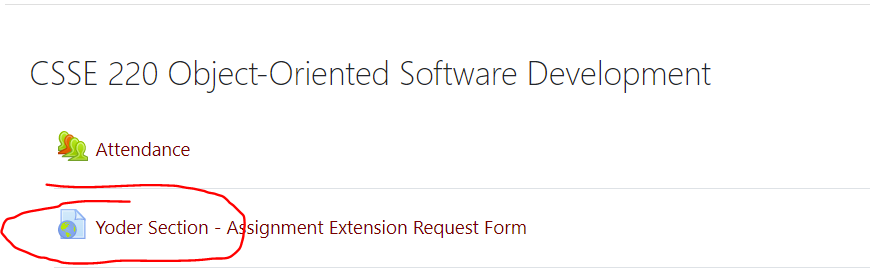 CSSE 220 Object-Oriented Software Development
Attendance
Yoder Section - Assignment Extension Request Form